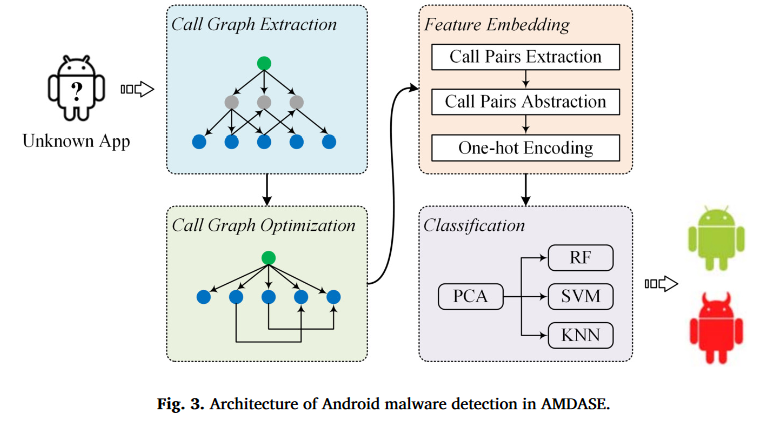 Call Graph Extraction
?
Unknown App
Call Graph Optimization
Feature Embedding
Call Pairs Extraction
Call Pairs Abstraction
One-hot Encoding
Classification
PCA
RF
SVM
KNN
Fig. 3. Architecture of Android malware detection in AMDASE.